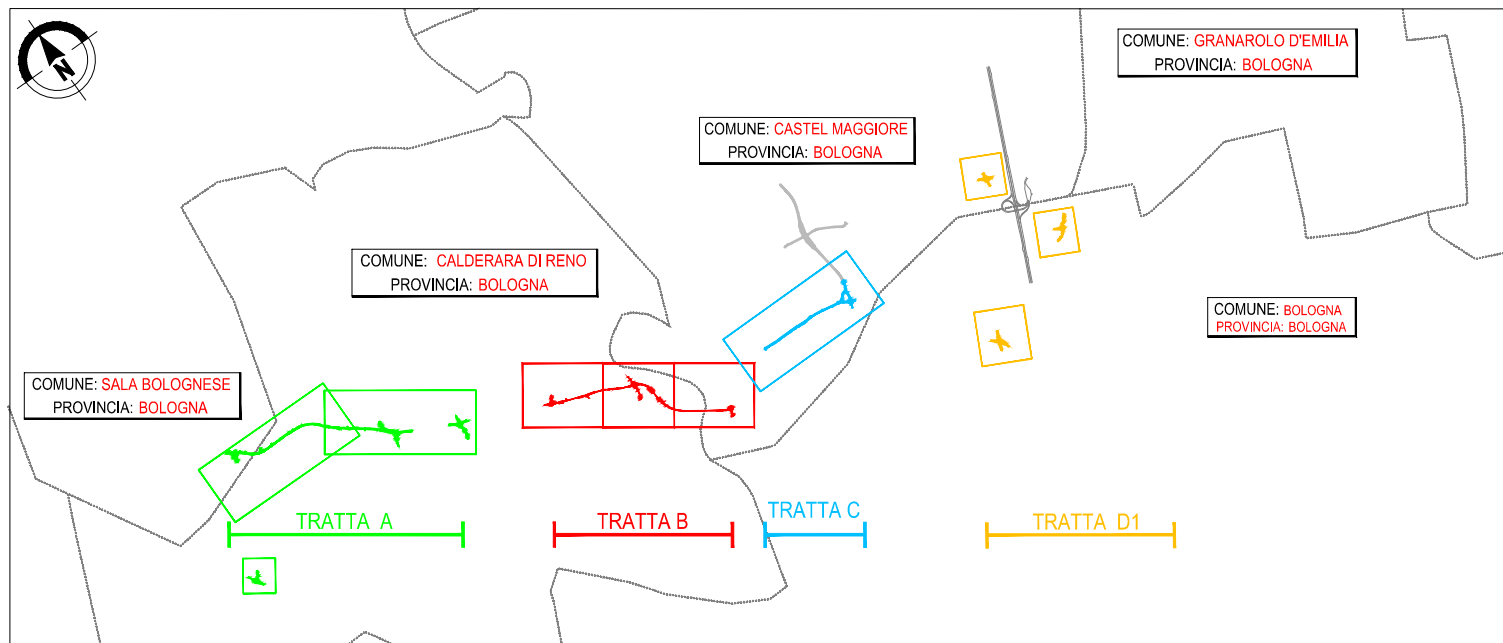 N
COMUNE: GRANAROLO D'EMILIA
PROVINCIA: BOLOGNA
COMUNE: CASTEL MAGGIORE
PROVINCIA: BOLOGNA
COMUNE: CALDERARA DI RENO
PROVINCIA: BOLOGNA
COMUNE: BOLOGNA
PROVINCIA: BOLOGNA
COMUNE: SALA BOLOGNESE
PROVINCIA: BOLOGNA
TRATTA A
TRATTA B
TRATTA C
TRATTA D1